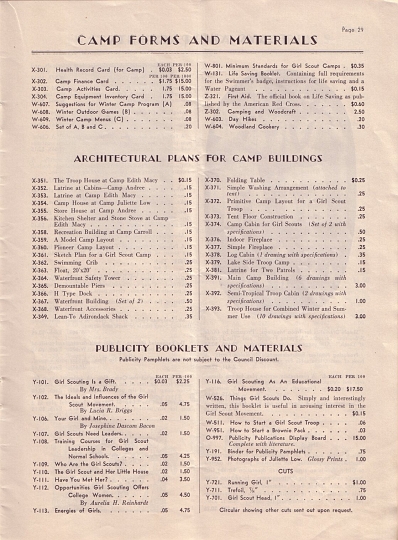 Page 29
CAMP FORMS AND MATERIALS
EACH PER 100
X-301. Health Record Card (for Camp) . $0.03 $2.50
PER 100 PER 1000
X-302. Camp Finance Card . . . . . $1.75 $15.00
X-303. Camp Activities Card. . . . . 1.75 15.00
X-304. Camp Equipment Inventory Card . 1.75 15.00
W-607. Suggestions for Winter Camp Program (A) .08
W-608. Winter Outdoor Games (B) . . . . .08
W-609. Winter Camp Menus (C) . . . . . .08
W-606. Set of A, B and C . . . . . . . .20
W-801. Minimum Standards for Girl Scout Camps . $0.35
W-131. Life Saving Booklet. Containing full requirements
for the Swimmer's badge, instructions for life saving and a
Water Pageant . . . . . . . . $0.15
Z-321. First Aid. The official book on Life Saving as pub-
lished by the American Red Cross. . . . . $0.60
Z-302. Camping and Woodcraft . . . . . 2.50
W-603. Day Hikes . . . . . . . . .20
W-604. Woodland Cookery . . . . . . .30
ARCHITECTURAL PLANS FOR CAMP BUILDINGS
X-351. The Troop House at Camp Edith Macy . . $0.15
X-352. Latrine at Cabins—Camp Andree . . . .15
X-353. Latrine at Camp Edith Macy . . . . .15
X-354. Camp House at Camp Juliette Low . . . .15
X-355. Store House at Camp Andree . . . . .15
X-356. Kitchen Shelter and Stone Stove at Camp
Edith Macy . . . . . . . . .15
X-358. Recreation Building at Camp Carroll . . .15
X-359. A Model Camp Layout . . . . . . .15
X-360. Pioneer Camp Layout . . . . . . .15
X-361. Sketch Plan for a Girl Scout Camp . . . .15
X-362. Swimming Crib . . . . . . . . .35
X-363. Float, 20'x20' . . . . . . . . .25
X-364. Waterfront Safety Tower . . . . . .25
X-365. Demountable Piers . . . . . . . .25
X-366. H Type Dock . . . . . . . . .25
X-367. Waterfront Building (Set of 2) . . . . .50
X-368. Waterfront Accessories . . . . . . .25
X-349. Lean-To Adirondack Shack . . . . . .35
X-370. Folding Table . . . . . . . . $0.25
X-371. Simple Washing Arrangement (attached to
tent) . . . . . . . . . . .25
X-372. Primitive Camp Layout for a Girl Scout
Troop . . . . . . . . . . .25
X-373. Tent Floor Construction . . . . . .25
X-374. Camp Cabin for Girl Scouts (Set of 2 with
specifications) . . . . . . . . .50
X-376. Indoor Fireplace . . . . . . . .25
X-377. Simple Fireplace . . . . . . . .25
X-378. Log Cabin (1 drawing with specifications) . .35
X-379. Lake Side Troop Camp . . . . . . .15
X-381. Latrine for Two Patrols . . . . . . .15
X-391. Main Camp Building (6 drawings with
specifications) . . . . . . . . 3.00
X-392. Semi-Tropical Troop Cabin (2 drawings with
specifications) . . . . . . . . 1.00
X-393. Troop House for Combined Winter and Sum-
mer Use (10 drawings with specifications) 3.00
PUBLICITY BOOKLETS AND MATERIALS
Publicity Pamphlets are not subject to the Council Discount.
EACH PER 100
Y-101. Girl Scouting Is a Gift. . . . . $0.03 $2.25
By Mrs. Brady
Y-102. The Ideals and Influences of the Girl
Scout Movement. . . . . . .05 4.75
By Lucia R. Briggs
Y-106. Your Girl and Mine. . . . . .02 1.50
By Josephine Daskam Bacon
Y-107. Girl Scouts Need Leaders. . . . .02 1.50
Y-108. Training Courses for Girl Scout
Leadership in Colleges and
Normal Schools. . . . . . .05 4.25
Y-109. Who Are the Girl Scouts? . . . . .02 1.50
Y-110. The Girl Scout and Her Little House .02 1.50
Y-111. Have You Met Her? . . . . . .04 3.50
Y-112. Opportunities Girl Scouting Offers
College Women. . . . . . .05 4.50
By Aurelia H. Reinhardt
Y-113. Energies of Girls. . . . . . .05 4.75
EACH PER 100
Y-116. Girl Scouting As An Educational
Movement. . . . . . $0.20 $17.50
W-526. Things Girl Scouts Do. Simply and interestingly
written, this booklet is useful in arousing interest in the
Girl Scout Movement. . . . . . . $0.15
W-511. How to Start a Girl Scout Troop . . . . .06
W-951. How to Start a Brownie Pack . . . . . .03
O-997. Publicity Publications Display Board . . . 15.00
Complete with literature.
Y-191. Binder for Publicity Pamphlets . . . . .75
Y-952. Photographs of Juliette Low. Glossy Prints . 1.00
CUTS
Y-721. Running Girl, 1" . . . . . . . $1.00
Y-711. Trefoil, . . . . . . . .75
Y-701. Girl Scout Head, 1" . . . . . . 1.00
Circular showing other cuts sent out upon request.